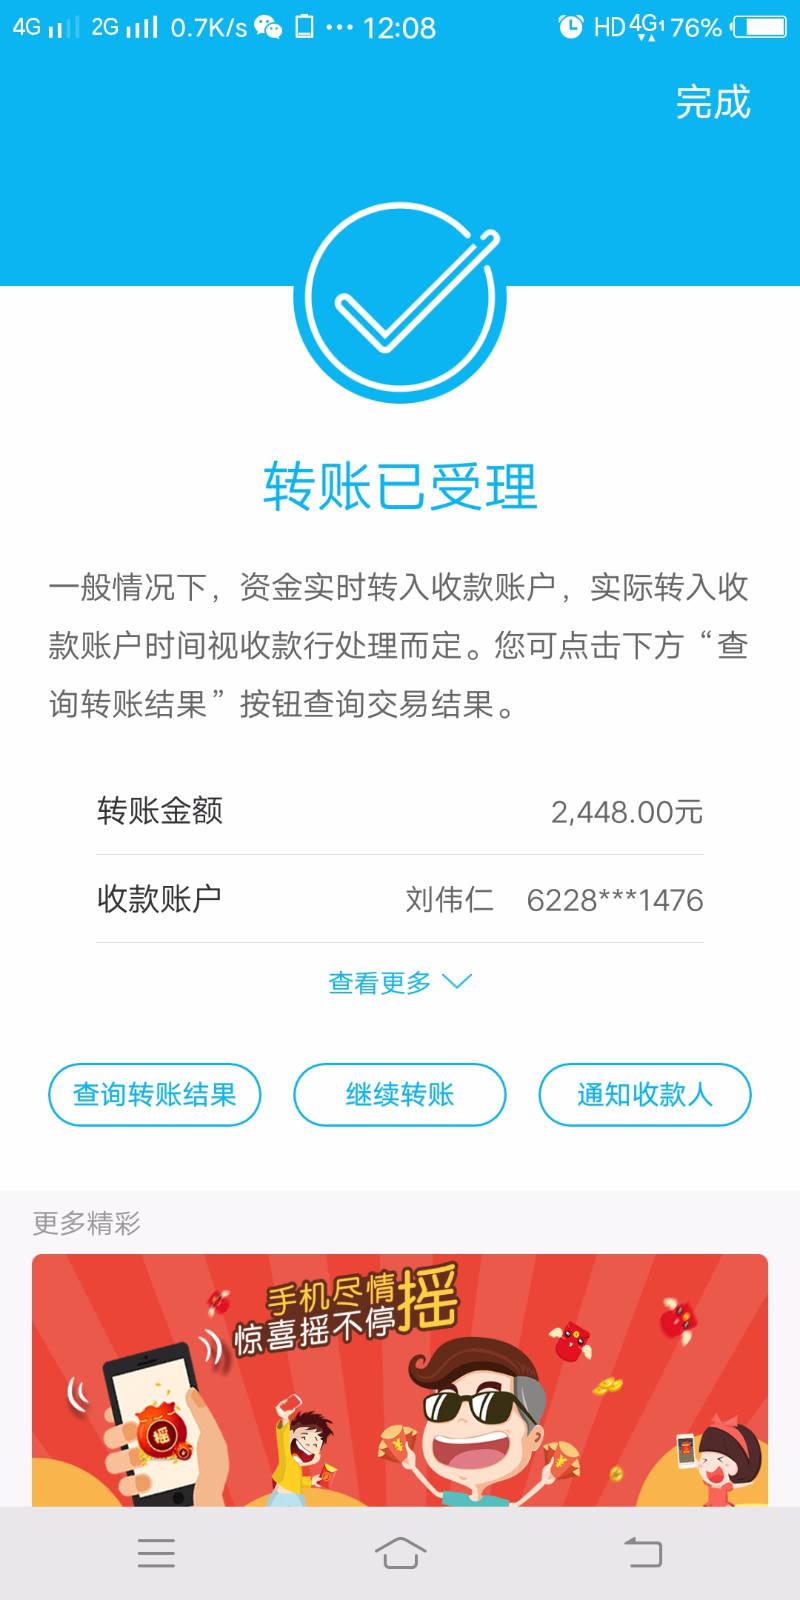 4G 2G 0.7K/s ··· 12:08 HD 4G 1 76%
完成
转账已受理
一般情况下，资金实时转入收款账户，实际转入收
款账户时间视收款行处理而定。您可点击下方“查
询转账结果”按钮查询交易结果。
转账金额 2,448.00元
收款账户 刘伟仁 6228***1476
查看更多
查询转账结果 继续转账 通知收款人
更多精彩
手机尽情摇
惊喜摇不停
摇